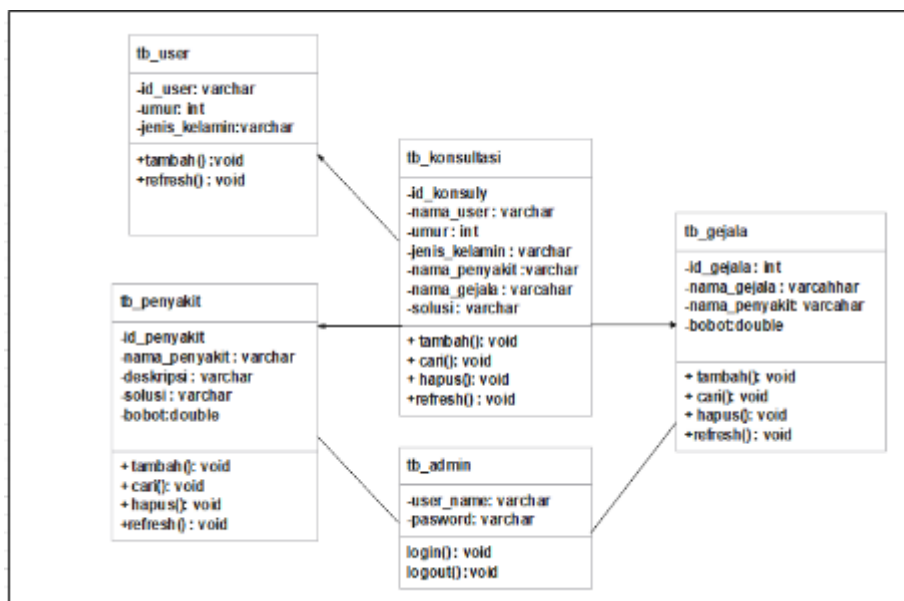 tb_user
-id_user: varchar
-umur: int
-jenis_kelamin:varchar
+tambah() :void
+refresh() : void
tb_konsultasi
-id_konsuly
-nama_user : varchar
-umur : int
-jenis_kelamin : varchar
-nama_penyakit :varchar
-nama_gejala : varcahar
-solusi : varchar
+ tambah(): void
+ cari(): void
+ hapus(): void
+refresh() : void
tb_gejala
-id_gejala : int
-nama_gejala : varcahhar
-nama_penyakit: varcahar
-bobot:double
+ tambah(): void
+ cari(): void
+ hapus(): void
+refresh() : void
tb_penyakit
-id_penyakit
-nama_penyakit : varchar
-deskripsi : varchar
-solusi : varchar
-bobot:double
+ tambah(): void
+ cari(): void
+ hapus(): void
+refresh() : void
tb_admin
-user_name: varchar
-pasword: varchar
login() : void
logout() :void